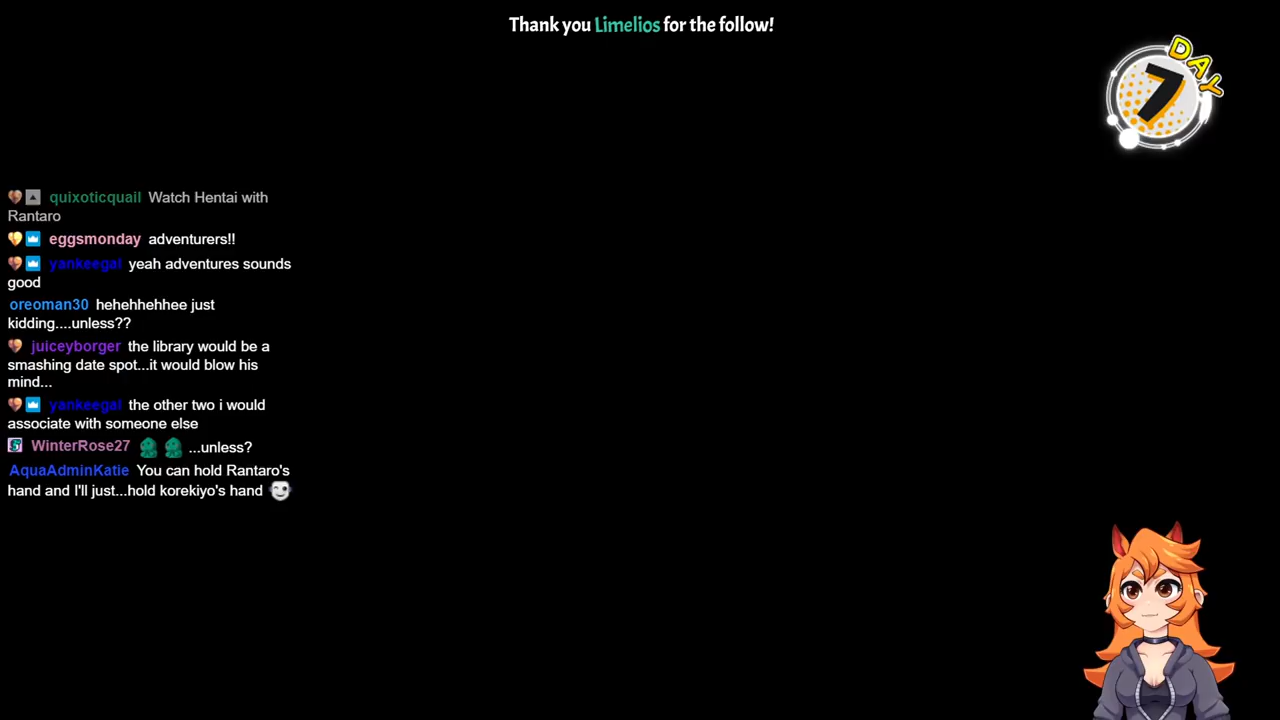 Thank you Limelios for the follow!
DAY
7
quixoticquail Watch Hentai with
Rantaro
eggsmonday adventurers!!
yankeegal yeah adventures sounds
good
oreoman30 hehehhehhee just
kidding....unless??
juiceyborger the library would be a
smashing date spot...it would blow his
mind...
yankeegal the other two i would
associate with someone else
WinterRose27 ...unless?
AquaAdminKatie You can hold Rantaro's
hand and I'll just...hold korekiyo's hand